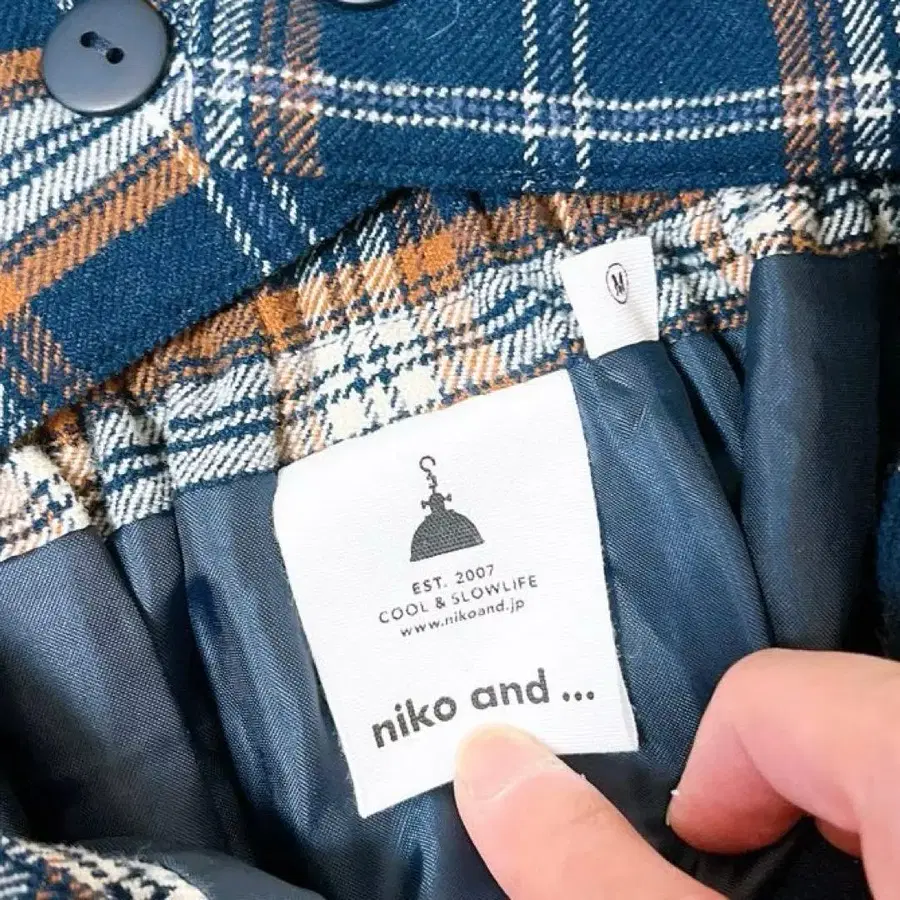 M
EST. 2007
COOL & SLOWLIFE
www.nikoand.jp
niko and ...